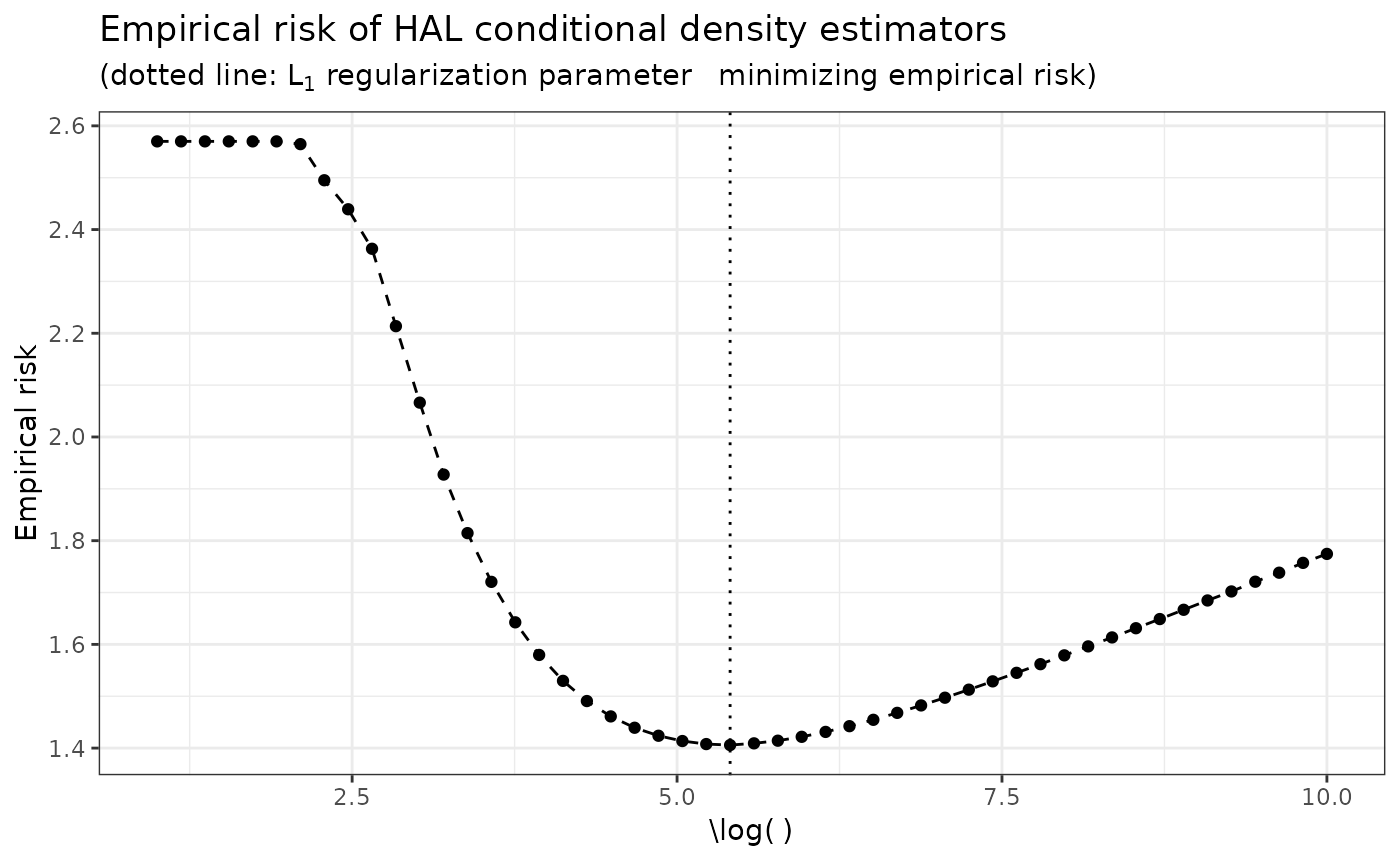 Empirical risk of HAL conditional density estimators
(dotted line: L₁ regularization parameter   minimizing empirical risk)
2.6
2.4
2.2
2.0
1.8
1.6
1.4
Empirical risk
2.5 5.0 7.5 10.0
\log( )